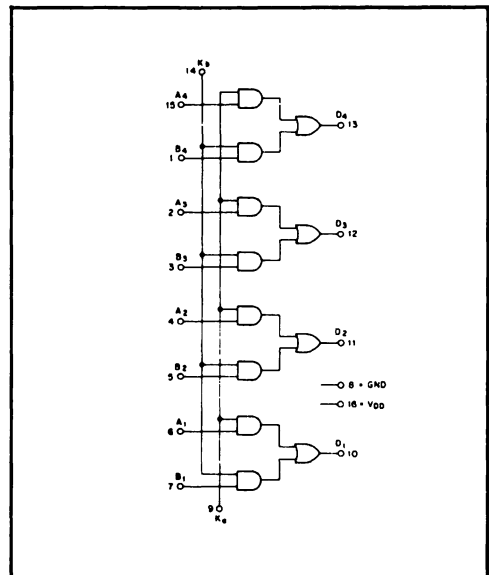 Kb
14
A4
15
D4
13
B4
1
A3
2
D3
12
B3
3
A2
4
D2
11
B2
5
8 = GND
16 = VDD
A1
6
D1
10
B1
7
9
Ka